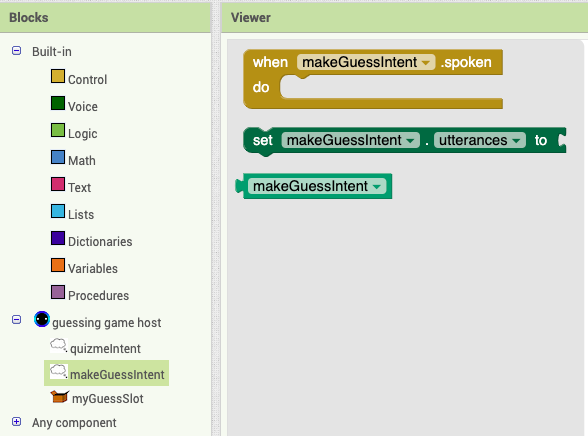 Blocks
Built-in
Control
Voice
Logic
Math
Text
Lists
Dictionaries
Variables
Procedures
guessing game host
quizmeIntent
makeGuessIntent
myGuessSlot
Any component
Viewer
when makeGuessIntent .spoken
do
set makeGuessIntent . utterances to
makeGuessIntent